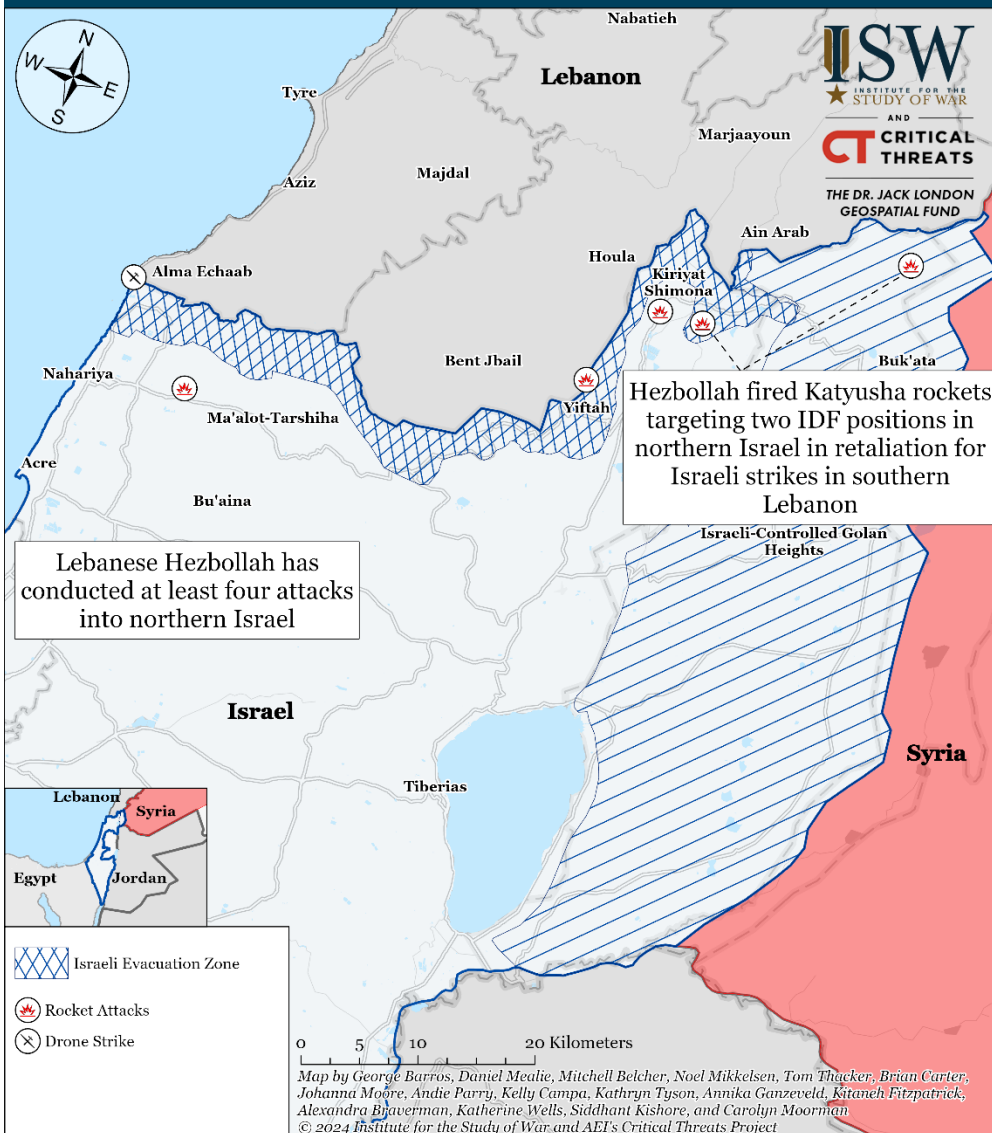 Nabatieh
N
W
E
S
ISW
INSTITUTE FOR THE
STUDY OF WAR
AND
CT CRITICAL
THREATS
THE DR. JACK LONDON
GEOSPATIAL FUND
Lebanon
Tyre
Marjaayoun
Majdal
Aziz
Ain Arab
Houla
Alma Echaab
Kiriyat
Shimona
Bent Jbail
Buk'ata
Nahariya
Yiftah
Ma'alot-Tarshiha
Hezbollah fired Katyusha rockets
targeting two IDF positions in
northern Israel in retaliation for
Israeli strikes in southern
Lebanon
Acre
Bu'aina
Israeli-Controlled Golan
Heights
Lebanese Hezbollah has
conducted at least four attacks
into northern Israel
Israel
Syria
Tiberias
Lebanon
Syria
Egypt
Jordan
Israeli Evacuation Zone
Rocket Attacks
Drone Strike
0 5 10 20 Kilometers
Map by George Barros, Daniel Mealie, Mitchell Belcher, Noel Mikkelsen, Tom Thacker, Brian Carter,
Johanna Moore, Andie Parry, Kelly Campa, Kathryn Tyson, Annika Ganzeveld, Kitaneh Fitzpatrick,
Alexandra Braverman, Katherine Wells, Siddhant Kishore, and Carolyn Moorman
© 2024 Institute for the Study of War and AEI's Critical Threats Project